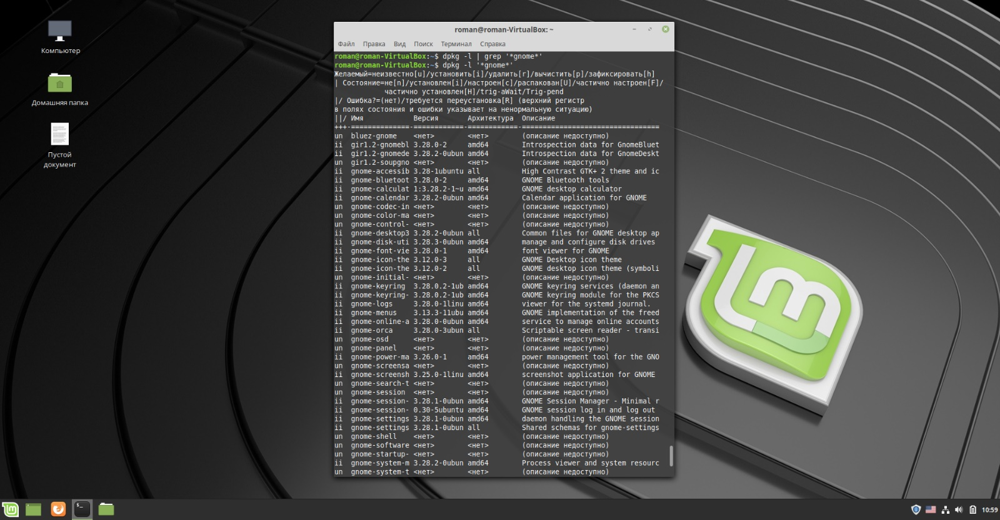 Компьютер
Домашняя папка
Пустой
документ
roman@roman-VirtualBox: ~
Файл Правка Вид Поиск Терминал Справка
roman@roman-VirtualBox:~$ dpkg -l | grep '*gnome*'
roman@roman-VirtualBox:~$ dpkg -l '*gnome*'
Желаемый=неизвестно[u]/установить[i]/удалить[r]/вычистить[p]/зафиксировать[h]
| Состояние=не[n]/установлен[i]/настроен[c]/распакован[U]/частично настроен[F]/
частично установлен[H]/trig-aWait/Trig-pend
|/ Ошибка?=(нет)/требуется переустановка[R] (верхний регистр
в полях состояния и ошибки указывает на ненормальную ситуацию)
||/ Имя Версия Архитектура Описание
+++-==============-============-============-=================================
un bluez-gnome <нет> <нет> (описание недоступно)
ii gir1.2-gnomebl 3.28.0-2 amd64 Introspection data for GnomeBluet
ii gir1.2-gnomede 3.28.2-0ubun amd64 Introspection data for GnomeDeskt
un gir1.2-soupgno <нет> <нет> (описание недоступно)
ii gnome-accessib 3.28-1ubuntu all High Contrast GTK+ 2 theme and ic
ii gnome-bluetoot 3.28.0-2 amd64 GNOME Bluetooth tools
ii gnome-calculat 1:3.28.2-1~u amd64 GNOME desktop calculator
ii gnome-calendar 3.28.2-0ubun amd64 Calendar application for GNOME
un gnome-codec-in <нет> <нет> (описание недоступно)
un gnome-color-ma <нет> <нет> (описание недоступно)
un gnome-control- <нет> <нет> (описание недоступно)
ii gnome-desktop3 3.28.2-0ubun all Common files for GNOME desktop ap
ii gnome-disk-uti 3.28.3-0ubun amd64 manage and configure disk drives
ii gnome-font-vie 3.28.0-1 amd64 font viewer for GNOME
ii gnome-icon-the 3.12.0-3 all GNOME Desktop icon theme
ii gnome-icon-the 3.12.0-2 all GNOME desktop icon theme (symboli
un gnome-initial- <нет> <нет> (описание недоступно)
ii gnome-keyring 3.28.0.2-1ub amd64 GNOME keyring services (daemon an
ii gnome-keyring- 3.28.0.2-1ub amd64 GNOME keyring module for the PKCS
ii gnome-logs 3.28.0-1linu amd64 viewer for the systemd journal.
ii gnome-menus 3.13.3-11ubu amd64 GNOME implementation of the freed
ii gnome-online-a 3.28.0-0ubun amd64 service to manage online accounts
ii gnome-orca 3.28.0-3ubun all Scriptable screen reader - transi
un gnome-osd <нет> <нет> (описание недоступно)
un gnome-panel <нет> <нет> (описание недоступно)
ii gnome-power-ma 3.26.0-1 amd64 power management tool for the GNO
un gnome-screensa <нет> <нет> (описание недоступно)
ii gnome-screensh 3.25.0-1linu amd64 screenshot application for GNOME
un gnome-search-t <нет> <нет> (описание недоступно)
un gnome-session <нет> <нет> (описание недоступно)
ii gnome-session- 3.28.1-0ubun amd64 GNOME Session Manager - Minimal r
ii gnome-session- 0.30-5ubuntu amd64 GNOME session log in and log out
ii gnome-settings 3.28.1-0ubun amd64 daemon handling the GNOME session
ii gnome-settings 3.28.1-0ubun all Shared schemas for gnome-settings
un gnome-shell <нет> <нет> (описание недоступно)
un gnome-software <нет> <нет> (описание недоступно)
un gnome-startup- <нет> <нет> (описание недоступно)
ii gnome-system-m 3.28.2-0ubun amd64 Process viewer and system resourc
un gnome-system-t <нет> <нет> (описание недоступно)
10:59